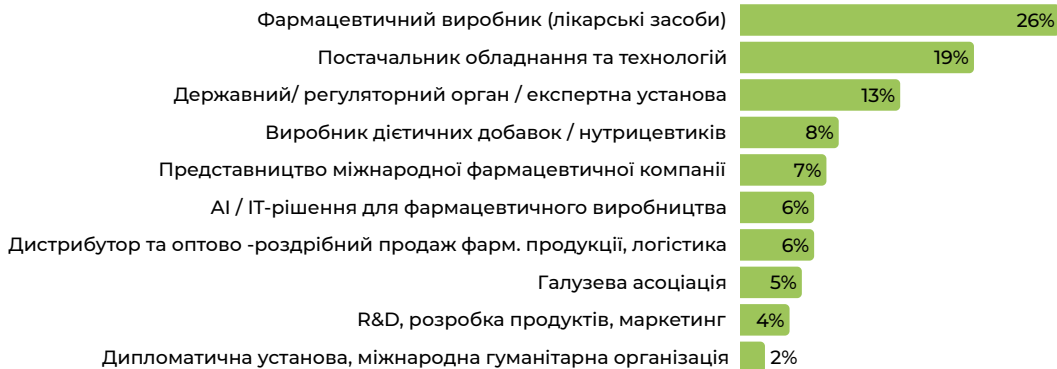 Фармацевтичний виробник (лікарські засоби) 26%
Постачальник обладнання та технологій 19%
Державний/ регуляторний орган / експертна установа 13%
Виробник дієтичних добавок / нутрицевтиків 8%
Представництво міжнародної фармацевтичної компанії 7%
АІ / ІТ-рішення для фармацевтичного виробництва 6%
Дистрибутор та оптово -роздрібний продаж фарм. продукції, логістика 6%
Галузева асоціація 5%
R&D, розробка продуктів, маркетинг 4%
Дипломатична установа, міжнародна гуманітарна організація 2%